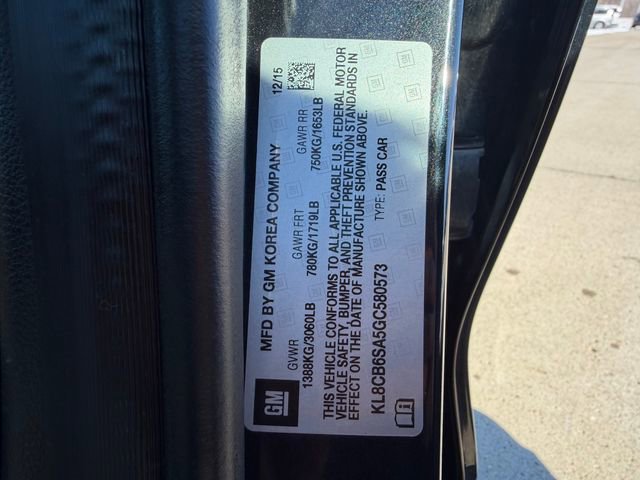 GM
MFD BY GM KOREA COMPANY
12/15
GVWR
GAWR FRT
GAWR RR
1388KG/3060LB
780KG/1719LB
750KG/1653LB
THIS VEHICLE CONFORMS TO ALL APPLICABLE U.S. FEDERAL MOTOR
VEHICLE SAFETY, BUMPER, AND THEFT PREVENTION STANDARDS IN
EFFECT ON THE DATE OF MANUFACTURE SHOWN ABOVE.
KL8CB6SA5GC580573
TYPE: PASS CAR